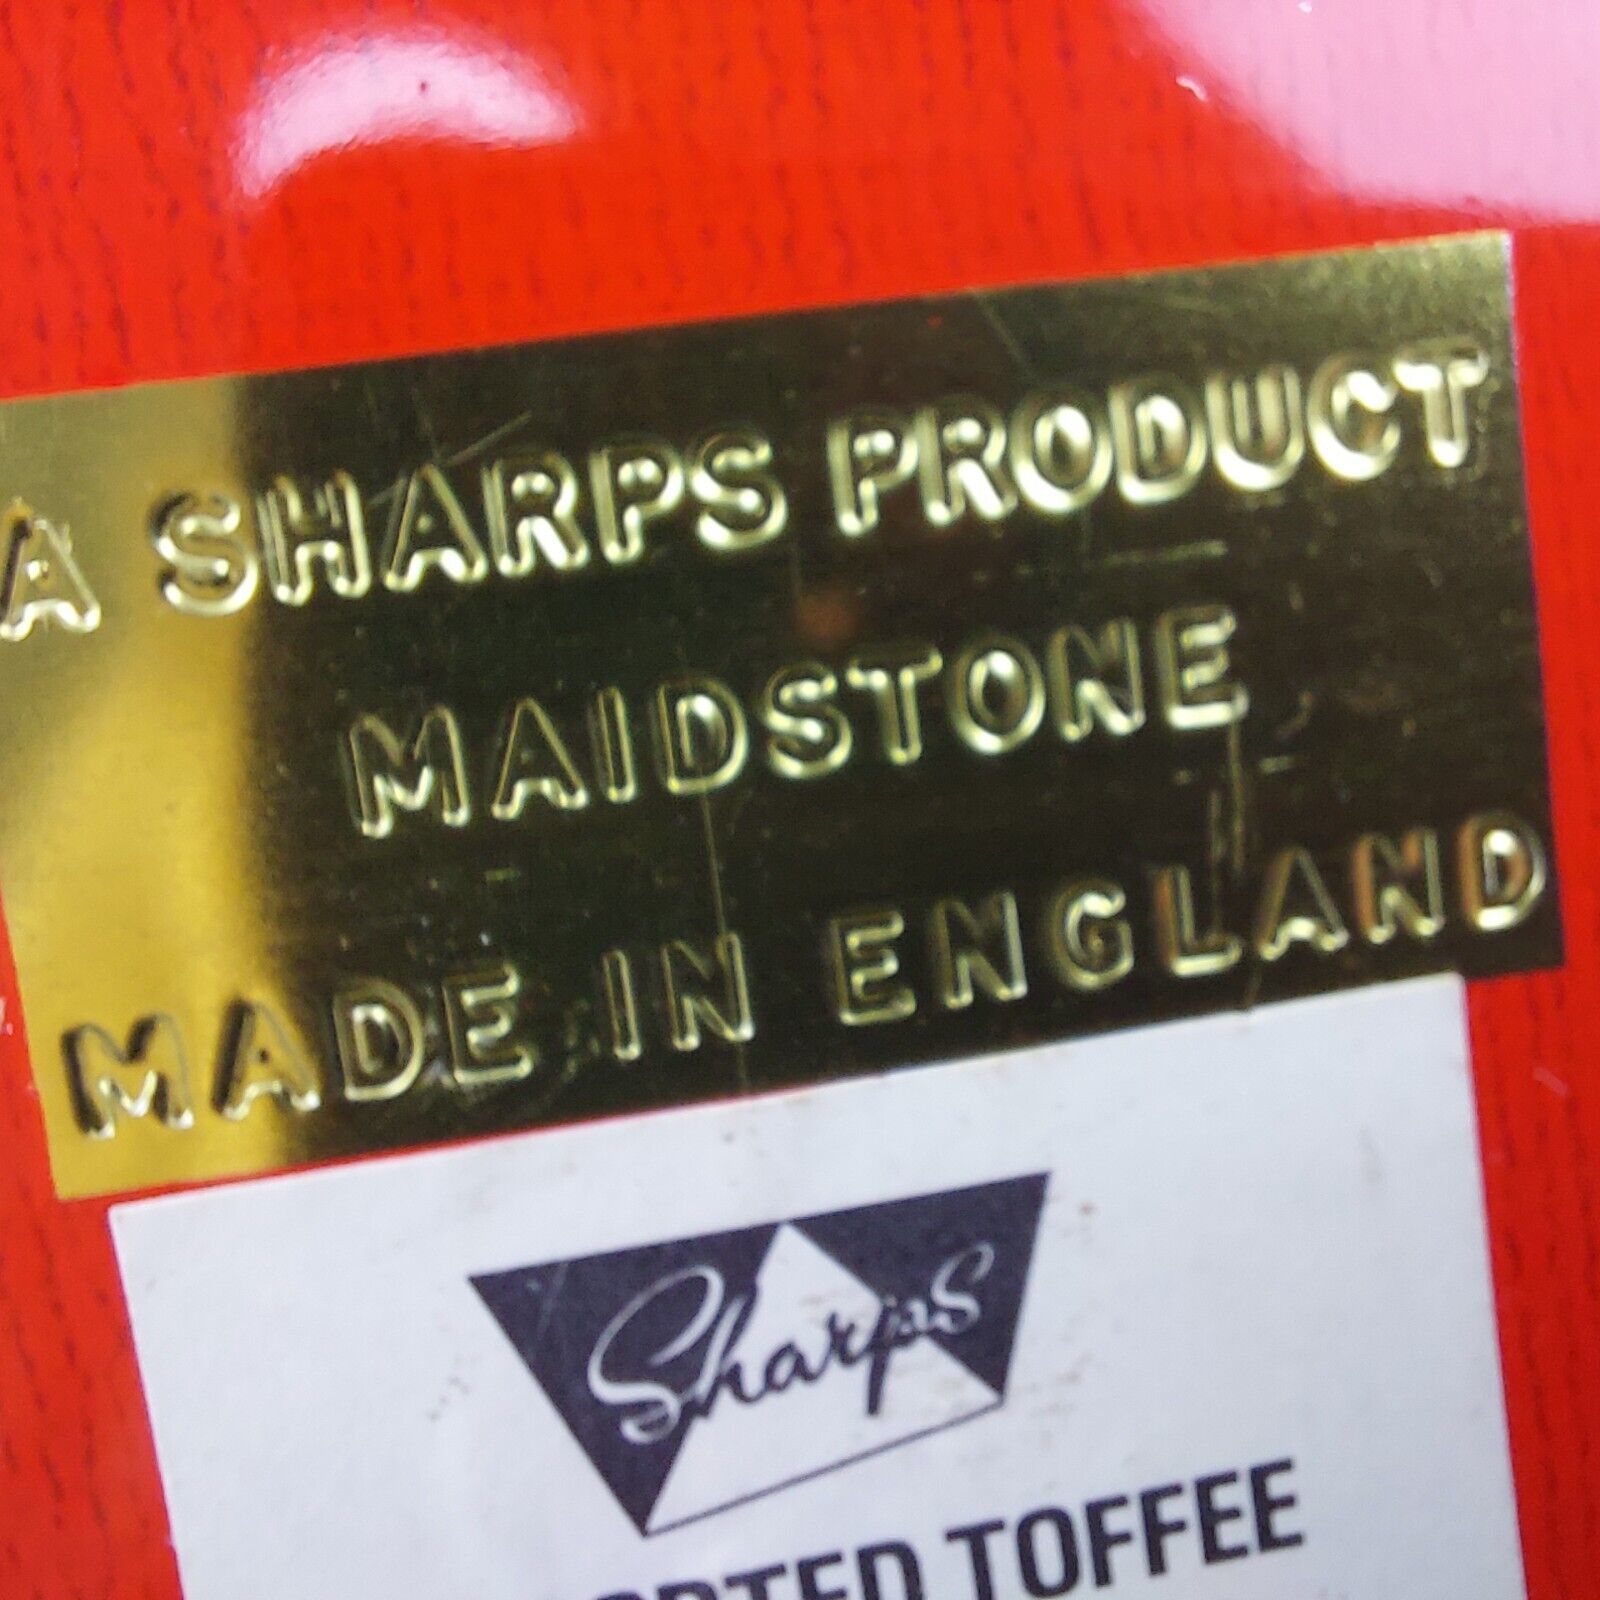 A SHARPS PRODUCT
MAIDSTONE
MADE IN ENGLAND
Sharps
TOFFEE